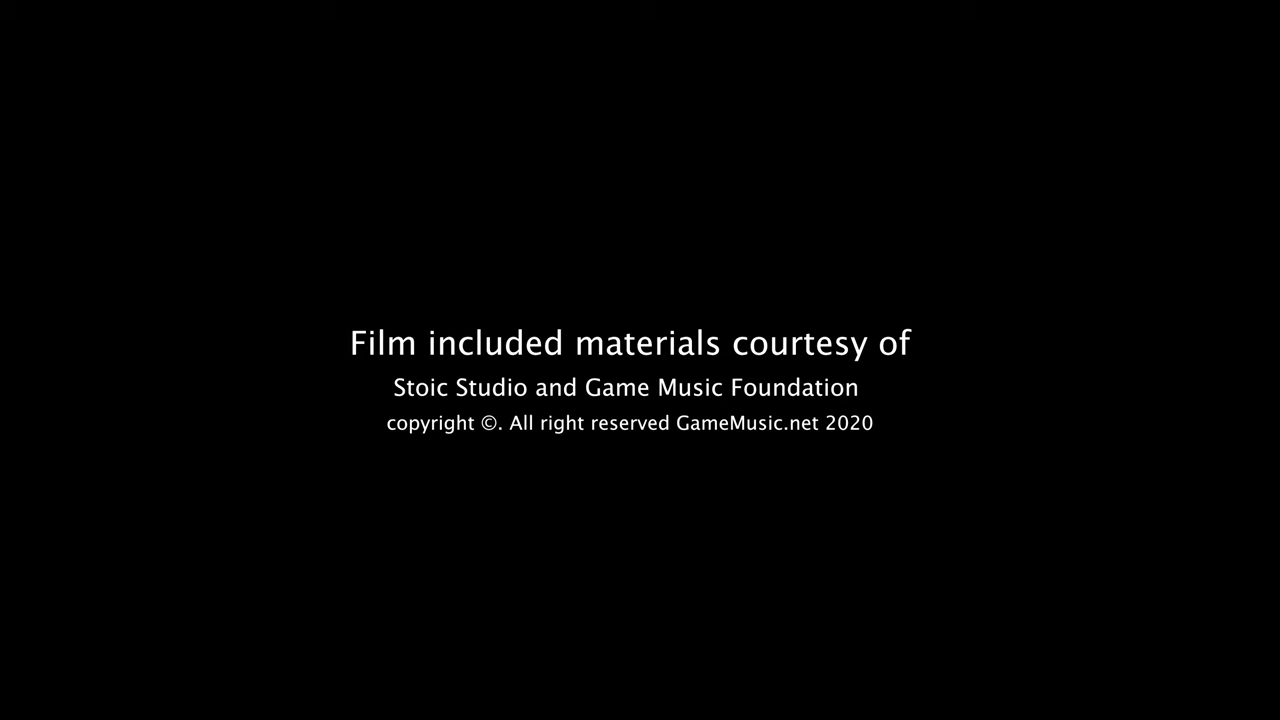 Film included materials courtesy of
Stoic Studio and Game Music Foundation
copyright ©. All right reserved GameMusic.net 2020